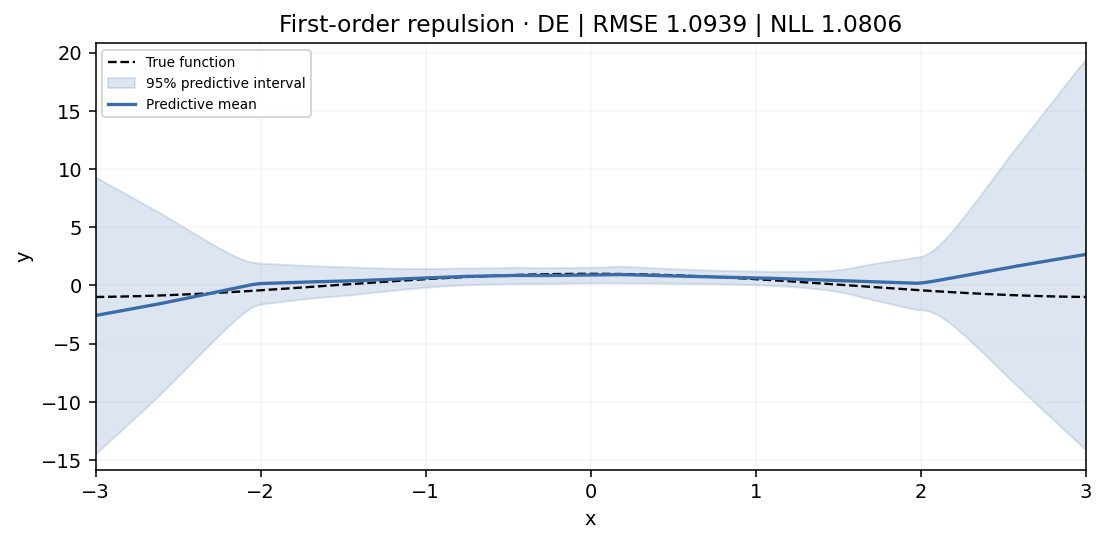 First-order repulsion · DE | RMSE 1.0939 | NLL 1.0806
True function
95% predictive interval
Predictive mean
y
20
15
10
5
0
−5
−10
−15
−3
−2
−1
0
1
2
3
x